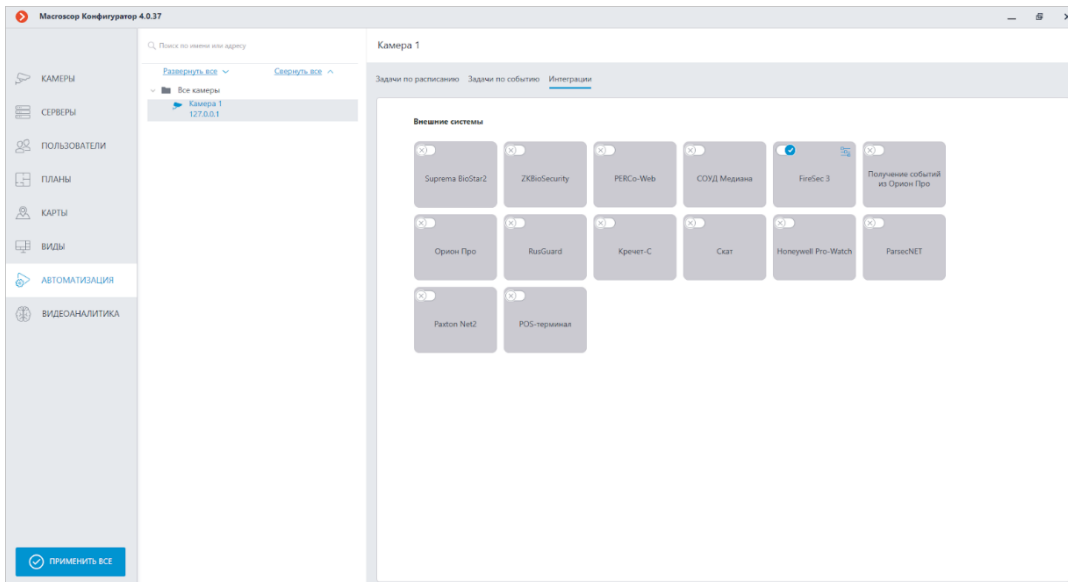 Macroscop Конфигуратор 4.0.37
КАМЕРЫ
СЕРВЕРЫ
ПОЛЬЗОВАТЕЛИ
ПЛАНЫ
КАРТЫ
ВИДЫ
АВТОМАТИЗАЦИЯ
ВИДЕОАНАЛИТИКА
ПРИМЕНИТЬ ВСЕ
Поиск по имени или адресу
Развернуть все Свернуть все
Все камеры
Камера 1
127.0.0.1
Камера 1
Задачи по расписанию Задачи по событию Интеграции
Внешние системы
Suprema BioStar2 ZKBioSecurity PERCo-Web СОУД Медиана FireSec 3
Получение событий
из Орион Про
Орион Про RusGuard Кречет-С Скат Honeywell Pro-Watch ParsecNET
Paxton Net2 POS-терминал